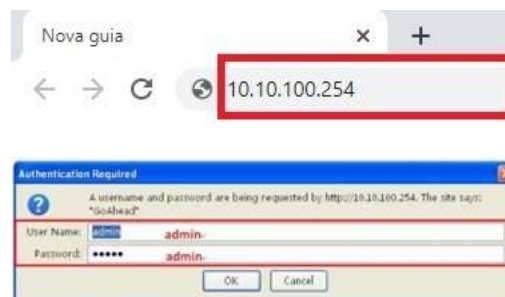 Nova guia
10.10.100.254
Authentication Required
A username and password are being requested by http://10.10.100.254. The site says:
"GoAhead"
User Name: admin admin
Password: ••••• admin
OK Cancel